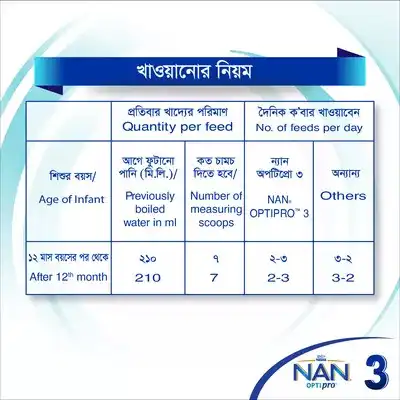 খাওয়ানোর নিয়ম
প্রতিবার খাদ্যের পরিমাণ
Quantity per feed
দৈনিক ক'বার খাওয়াবেন
No. of feeds per day
শিশুর বয়স/
Age of Infant
আগে ফুটানো
পানি (মি.লি.)/
Previously
boiled
water in ml
কত চামচ
দিতে হবে/
Number of
measuring
scoops
ন্যান
অপটিপ্রো ৩
NAN®
OPTIPRO™ 3
অন্যান্য
Others
১২ মাস বয়সের পর থেকে
After 12th month
২১০
210
৭
7
২-৩
2-3
৩-২
3-2
NAN
OPTIpro®
3